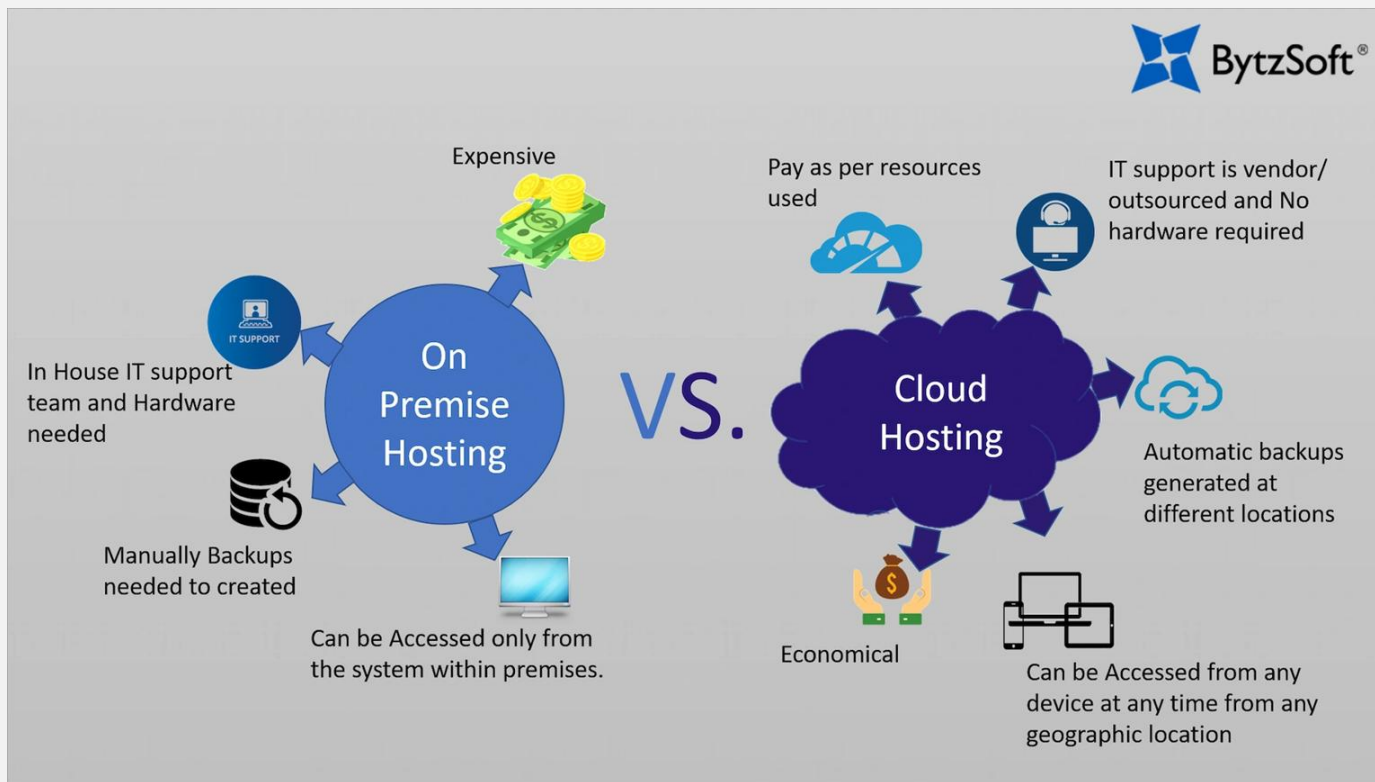 BytzSoft®
Expensive
IT SUPPORT
In House IT support
team and Hardware
needed
On
Premise
Hosting
Manually Backups
needed to created
Can be Accessed only from
the system within premises.
VS.
Pay as per resources
used
IT support is vendor/
outsourced and No
hardware required
Cloud
Hosting
Automatic backups
generated at
different locations
Economical
Can be Accessed from any
device at any time from any
geographic location